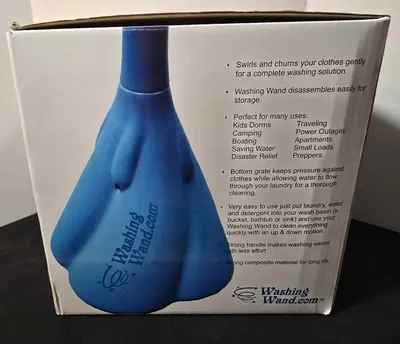 Swirls and churns your clothes gently
for a complete washing solution.
Washing Wand disassembles easily for
storage.
Perfect for many uses:
Kids Dorms Traveling
Camping Power Outages
Boating Apartments
Saving Water Small Loads
Disaster Relief Preppers
Bottom grate keeps pressure against
clothes while allowing water to flow
through your laundry for a thorough
cleaning.
Very easy to use just put laundry, water
and detergent into your wash basin (a
bucket, bathtub or sink) and use your
Washing Wand to clean everything
quickly with an up & down motion.
Strong handle makes washing easier
with less effort
Strong composite material for long life.
Washing
Wand.com
Washing
Wand.com